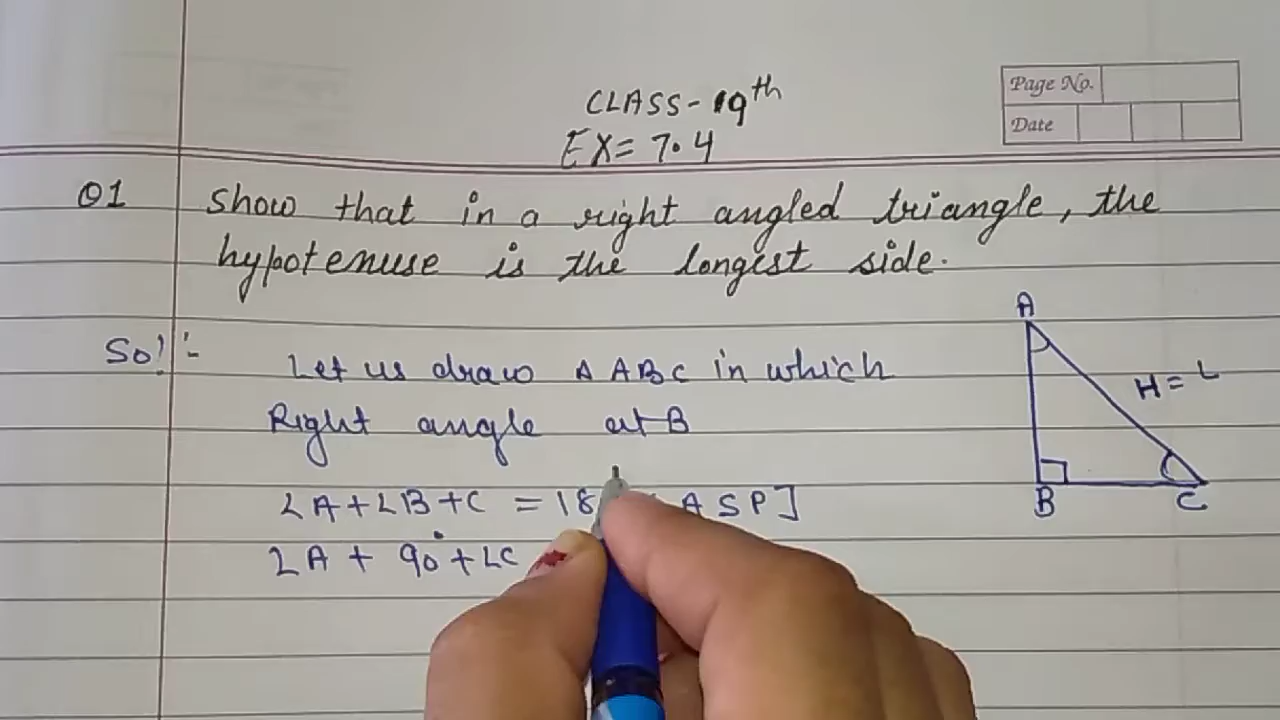 CLASS - 9th
EX = 7.4
Page No.
Date
Q1 Show that in a right angled triangle, the
hypotenuse is the longest side.
Sol:- Let us draw Δ ABC in which
Right angle at B
∠A + ∠B + C = 18 A S P]
∠A + 90° + ∠C
A
H = L
B
C